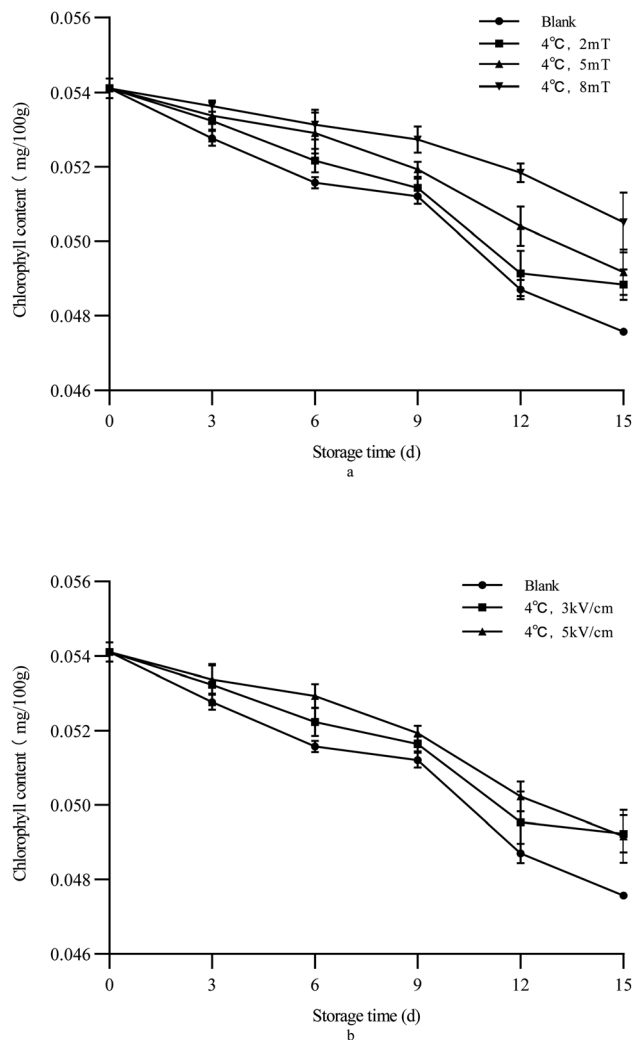 0.056
0.054
0.052
0.050
0.048
0.046
Chlorophyll content ( mg/100g)
Blank
4℃, 2mT
4℃, 5mT
4℃, 8mT
0 3 6 9 12 15
Storage time (d)
a
0.056
0.054
0.052
0.050
0.048
0.046
Chlorophyll content ( mg/100g)
Blank
4℃, 3kV/cm
4℃, 5kV/cm
0 3 6 9 12 15
Storage time (d)
b